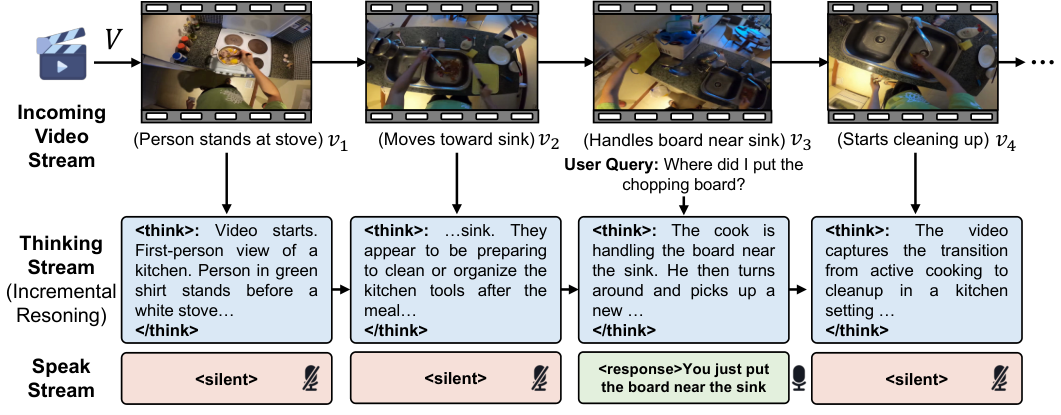 V
Incoming
Video
Stream
(Person stands at stove) v1
(Moves toward sink) v2
(Handles board near sink) v3
(Starts cleaning up) v4
...
User Query: Where did I put the
chopping board?
Thinking
Stream
(Incremental
Resoning)
<think>: Video starts.
First-person view of a
kitchen. Person in green
shirt stands before a
white stove…
</think>
<think>: …sink. They
appear to be preparing
to clean or organize the
kitchen tools after the
meal…
</think>
<think>: The cook is
handling the board near
the sink. He then turns
around and picks up a
new …
</think>
<think>: The video
captures the transition
from active cooking to
cleanup in a kitchen
setting …
</think>
Speak
Stream
<silent>
<silent>
<response>You just put
the board near the sink
<silent>